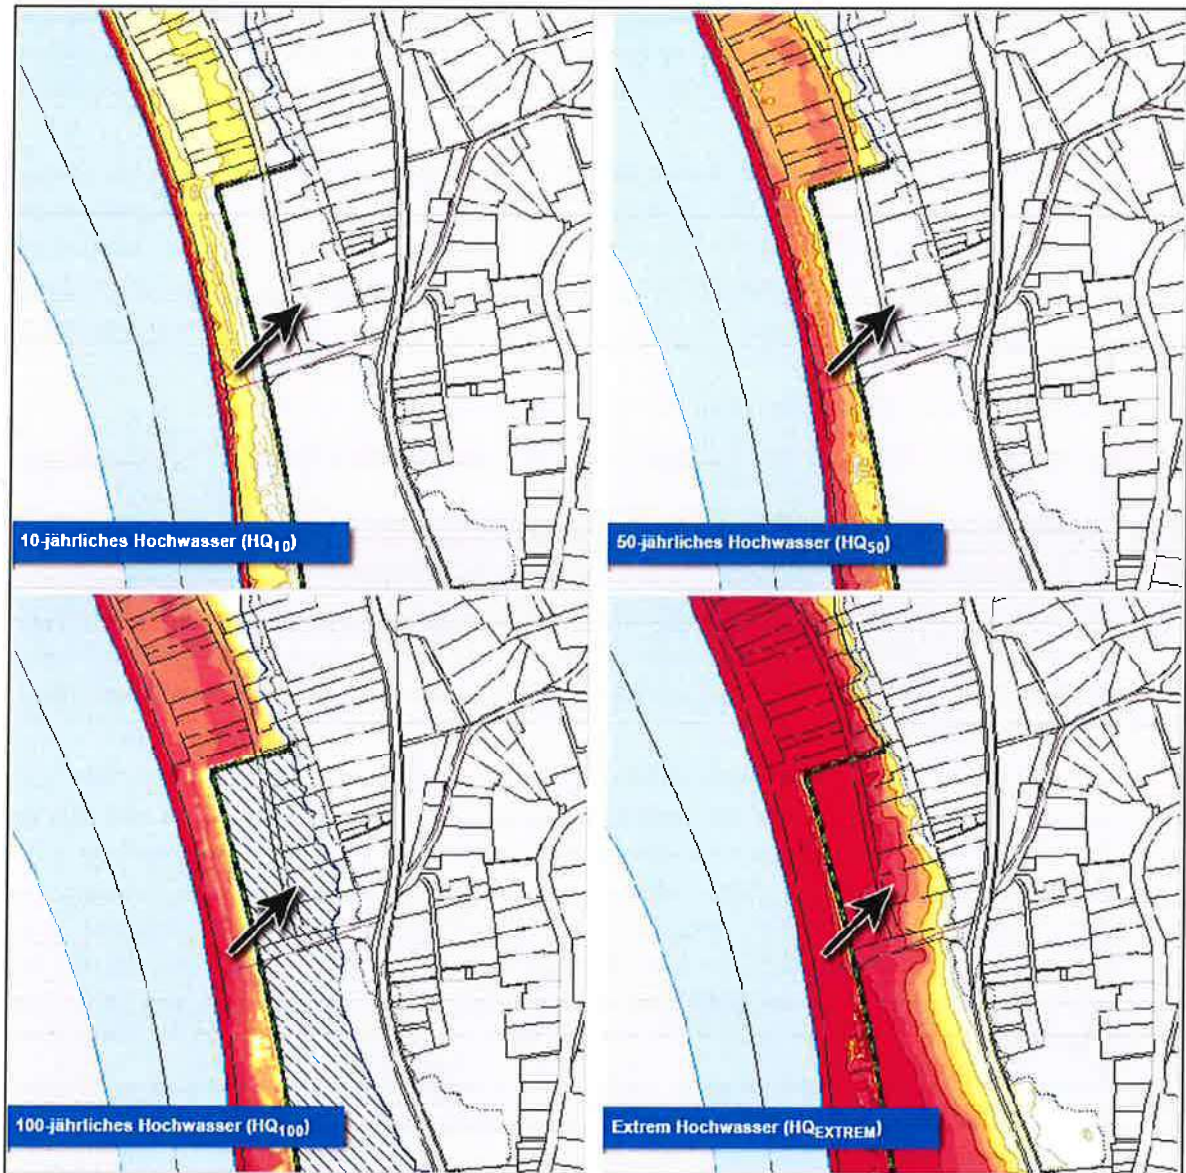 10-jährliches Hochwasser (HQ10)
50-jährliches Hochwasser (HQ50)
100-jährliches Hochwasser (HQ100)
Extrem Hochwasser (HQEXTREM)